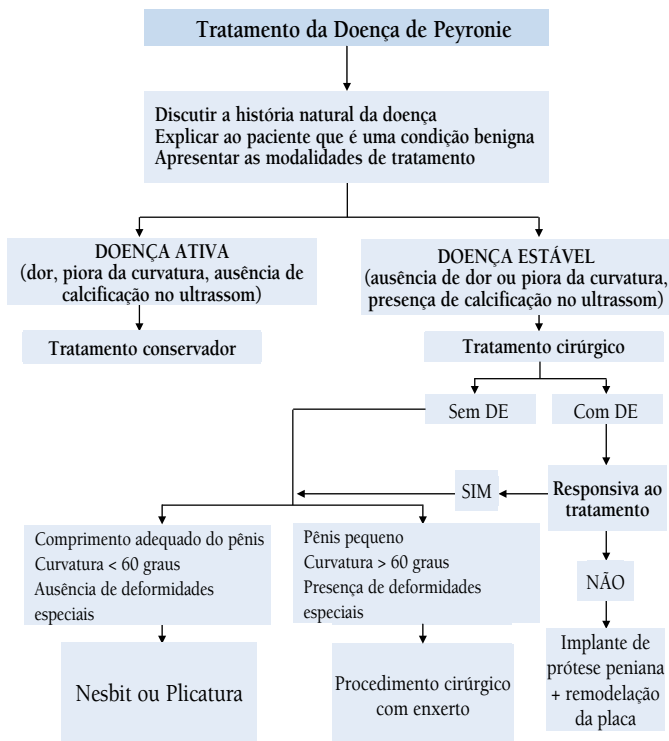 Tratamento da Doença de Peyronie
Discutir a história natural da doença
Explicar ao paciente que é uma condição benigna
Apresentar as modalidades de tratamento
DOENÇA ATIVA
(dor, piora da curvatura, ausência de
calcificação no ultrassom)
DOENÇA ESTÁVEL
(ausência de dor ou piora da curvatura,
presença de calcificação no ultrassom)
Tratamento conservador
Tratamento cirúrgico
Sem DE
Com DE
SIM
Responsiva ao
tratamento
Comprimento adequado do pênis
Curvatura < 60 graus
Ausência de deformidades
especiais
Pênis pequeno
Curvatura > 60 graus
Presença de deformidades
especiais
NÃO
Nesbit ou Plicatura
Procedimento cirúrgico
com enxerto
Implante de
prótese peniana
+ remodelação
da placa